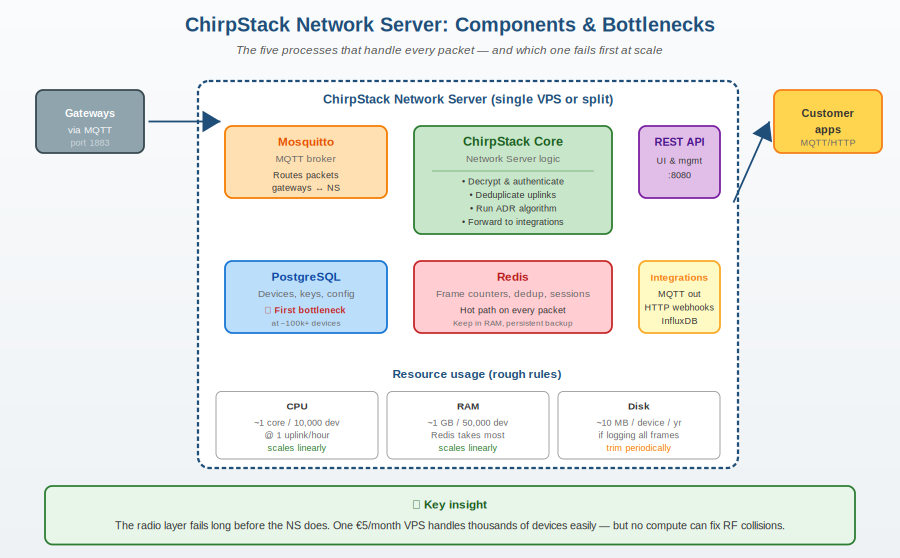 ChirpStack Network Server: Components & Bottlenecks
The five processes that handle every packet — and which one fails first at scale
Gateways
via MQTT
port 1883
ChirpStack Network Server (single VPS or split)
Customer
apps
MQTT/HTTP
Mosquitto
MQTT broker
Routes packets
gateways ↔ NS
ChirpStack Core
Network Server logic
• Decrypt & authenticate
• Deduplicate uplinks
• Run ADR algorithm
• Forward to integrations
REST API
UI & mgmt
:8080
PostgreSQL
Devices, keys, config
First bottleneck
at ~100k+ devices
Redis
Frame counters, dedup, sessions
Hot path on every packet
Keep in RAM, persistent backup
Integrations
MQTT out
HTTP webhooks
InfluxDB
Resource usage (rough rules)
CPU
~1 core / 10,000 dev
@ 1 uplink/hour
scales linearly
RAM
~1 GB / 50,000 dev
Redis takes most
scales linearly
Disk
~10 MB / device / yr
if logging all frames
trim periodically
Key insight
The radio layer fails long before the NS does. One €5/month VPS handles thousands of devices easily — but no compute can fix RF collisions.